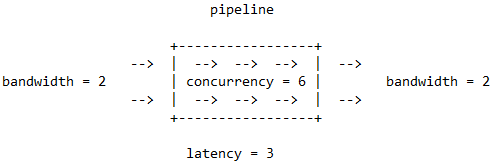 pipeline
+-----------------+
--> | --> --> --> | -->
bandwidth = 2 | concurrency = 6 | bandwidth = 2
--> | --> --> --> | -->
+-----------------+
latency = 3